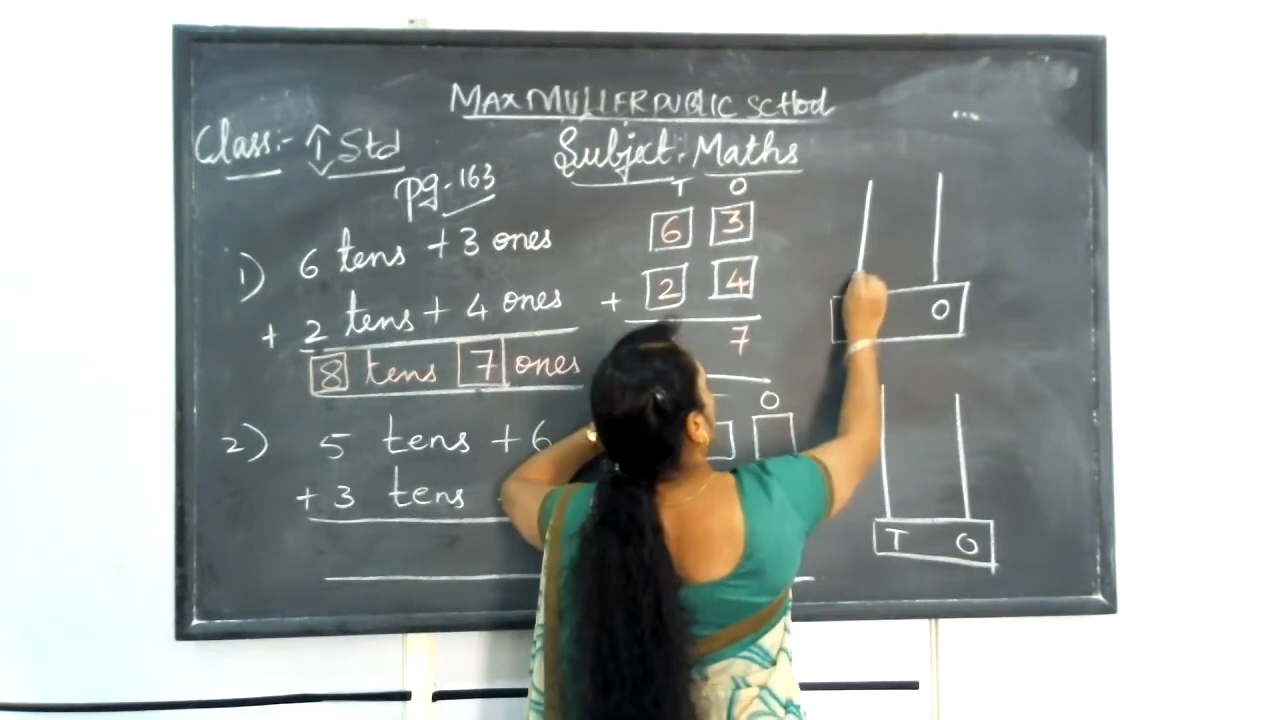 MAX MULLER PUBLIC SCHOOL
Class:- I Std
Subject: Maths
pg-163
T O
1) 6 tens + 3 ones
6 3
+ 2 tens + 4 ones
+ 2 4
8 tens 7 ones
7
O
2) 5 tens + 6
+ 3 tens
O
T O